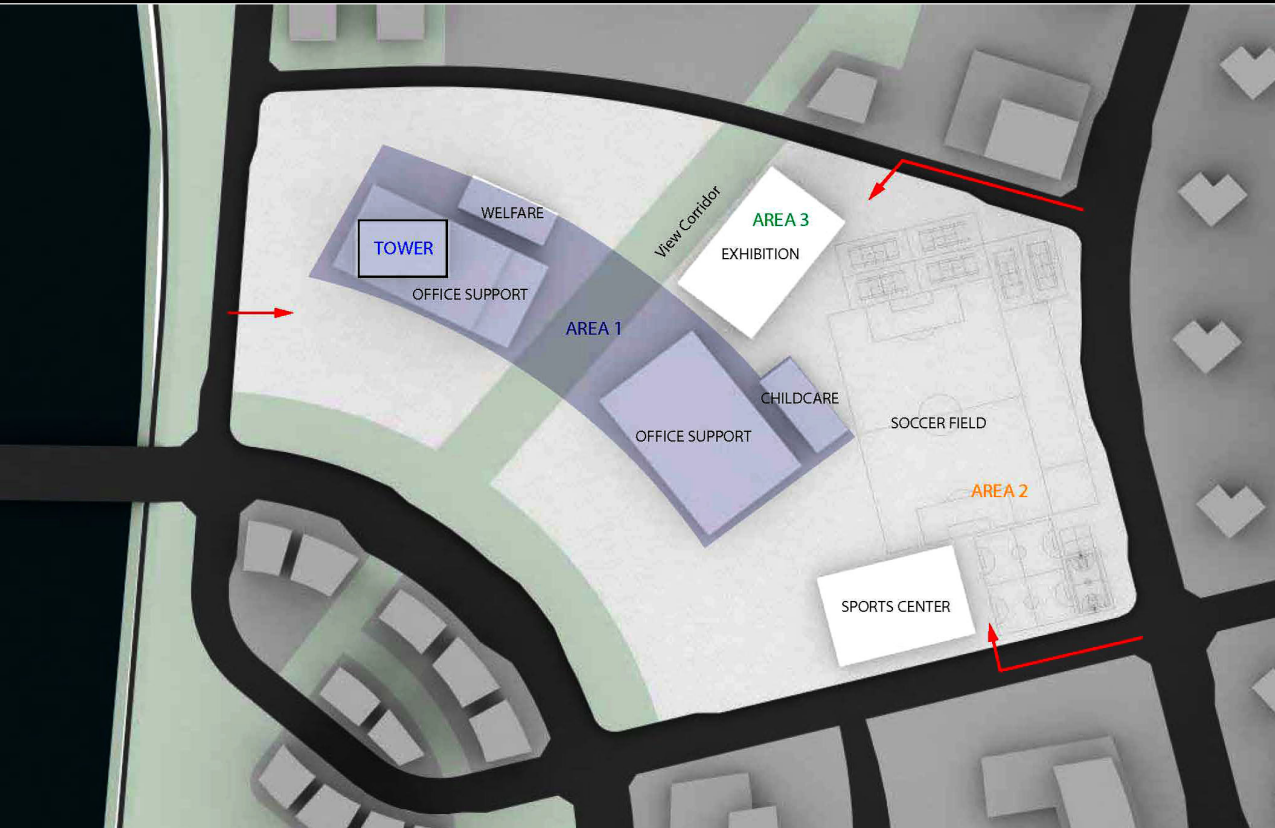 WELFARE
TOWER
OFFICE SUPPORT
View Corridor
AREA 3
EXHIBITION
AREA 1
CHILDCARE
OFFICE SUPPORT
SOCCER FIELD
AREA 2
SPORTS CENTER